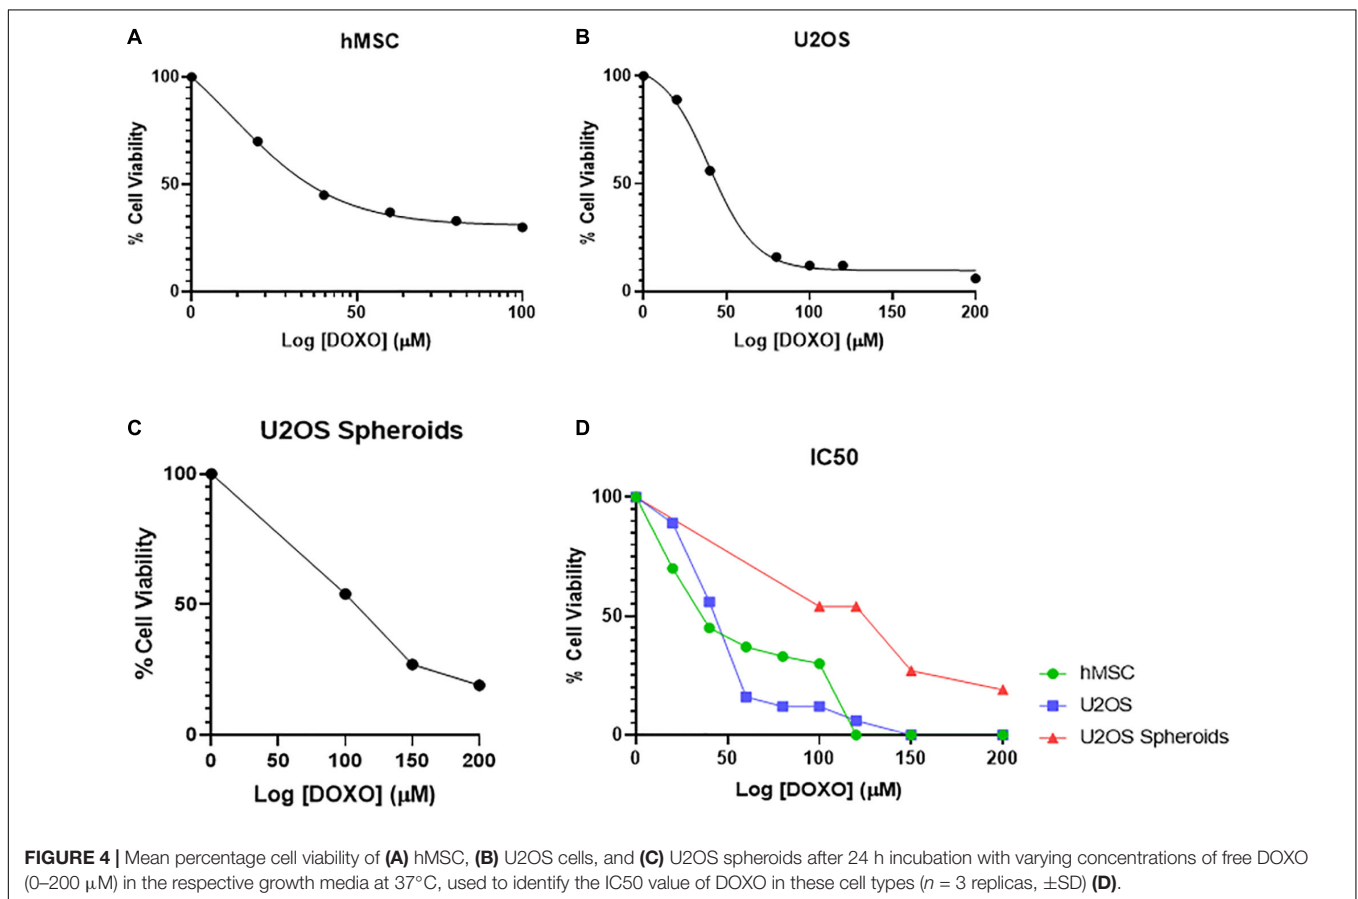 A
hMSC
100
50
0
% Cell Viability
0 50 100
Log [DOXO] (μM)
B
U2OS
100
50
0
% Cell Viability
0 50 100 150 200
Log [DOXO] (μM)
C
U2OS Spheroids
100
50
0
% Cell Viability
0 50 100 150 200
Log [DOXO] (μM)
D
IC50
100
50
0
% Cell Viability
0 50 100 150 200
Log [DOXO] (μM)
hMSC
U2OS
U2OS Spheroids
FIGURE 4 | Mean percentage cell viability of (A) hMSC, (B) U2OS cells, and (C) U2OS spheroids after 24 h incubation with varying concentrations of free DOXO
(0–200 μM) in the respective growth media at 37°C, used to identify the IC50 value of DOXO in these cell types (n = 3 replicas, ±SD) (D).